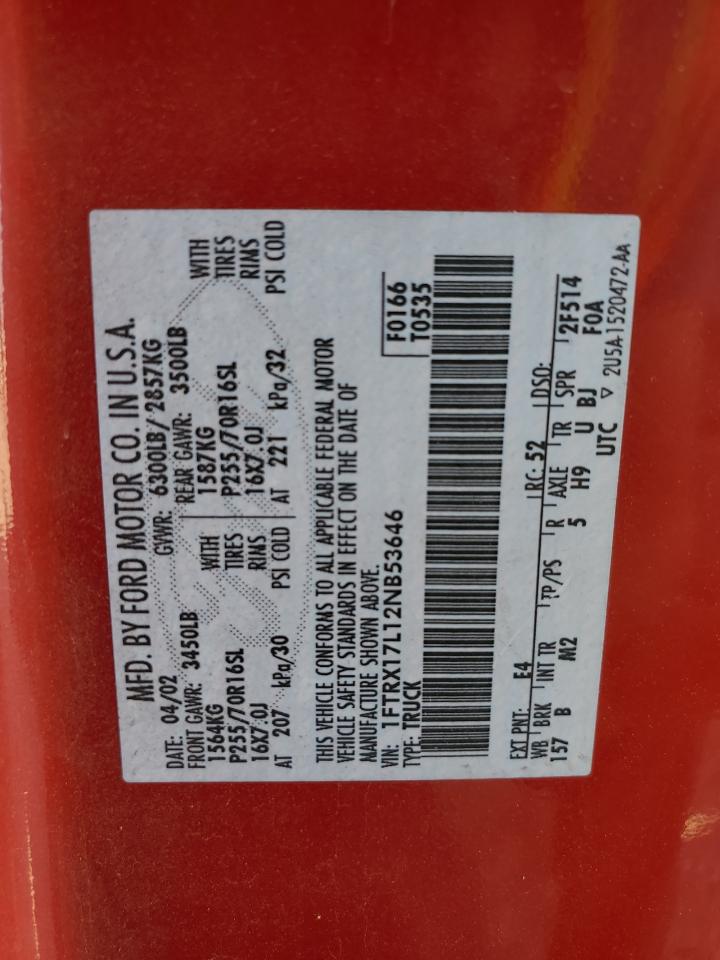 MFD. BY FORD MOTOR CO. IN U.S.A.
DATE: 04/02 GVWR: 6300LB/ 2857KG
FRONT GAWR: 3450LB REAR GAWR: 3500LB
1564KG WITH 1587KG WITH
P255/70R16SL TIRES P255/70R16SL TIRES
16X7.0J RIMS 16X7.0J RIMS
AT 207 kPa/30 PSI COLD AT 221 kPa/32 PSI COLD
THIS VEHICLE CONFORMS TO ALL APPLICABLE FEDERAL MOTOR
VEHICLE SAFETY STANDARDS IN EFFECT ON THE DATE OF
MANUFACTURE SHOWN ABOVE.
VIN: 1FTRX17L12NB53646 F0166
TYPE: TRUCK T0535
EXT PNT: E4 RC: 52 DSO:
WB BRK INT TR TP/PS R AXLE TR SPR 2F514
157 B M2 5 H9 U BJ F0A
UTC ▽ 2U5A-1520472-AA